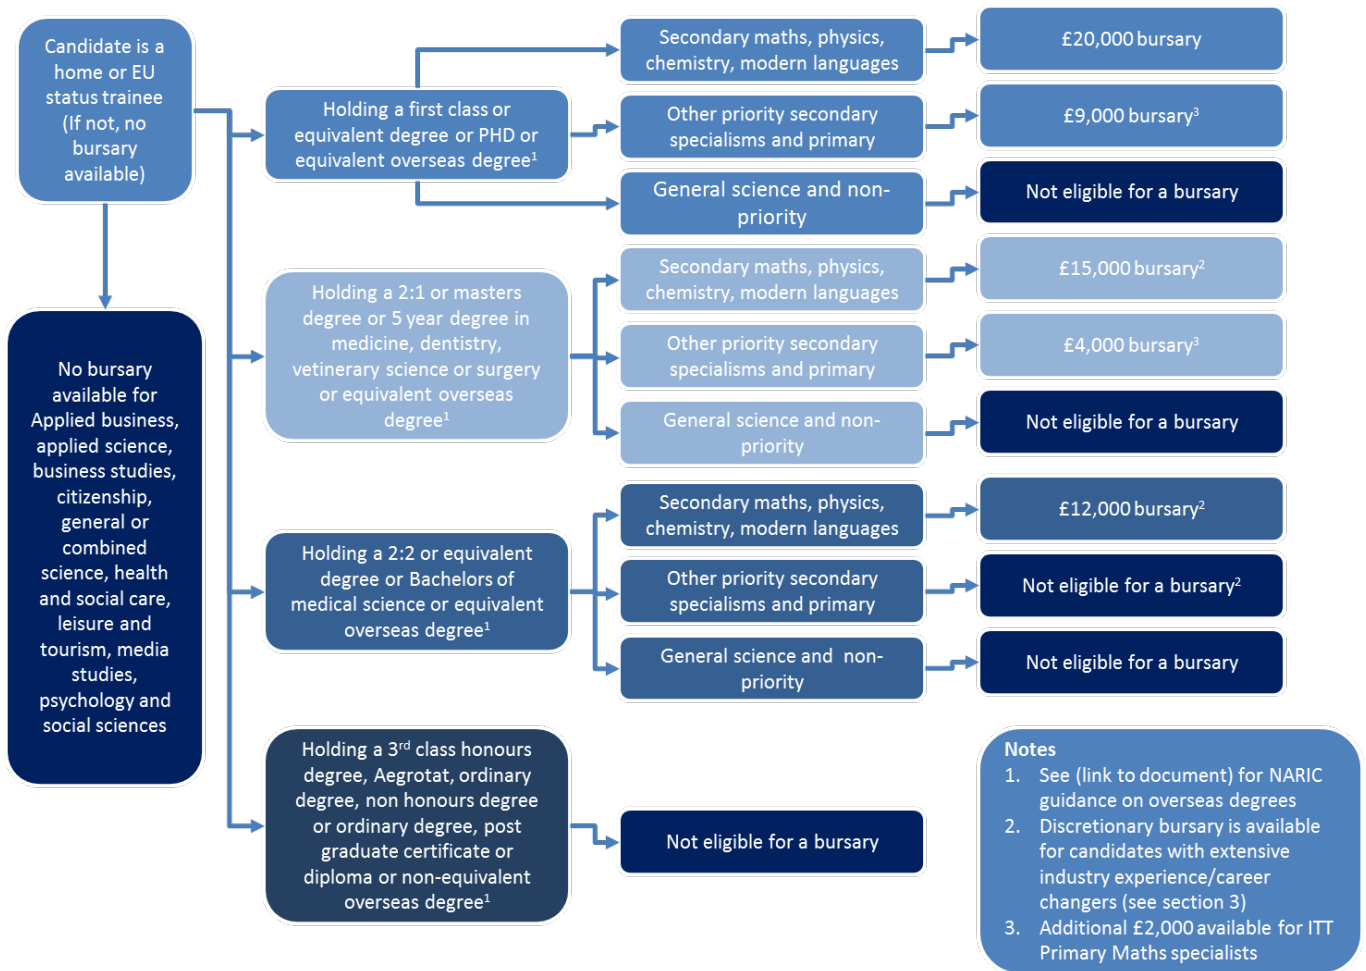 Candidate is a
home or EU
status trainee
(If not, no
bursary
available)
No bursary
available for
Applied business,
applied science,
business studies,
citizenship,
general or
combined
science, health
and social care,
leisure and
tourism, media
studies,
psychology and
social sciences
Holding a first class or
equivalent degree or PHD or
equivalent overseas degree¹
Secondary maths, physics,
chemistry, modern languages
£20,000 bursary
Other priority secondary
specialisms and primary
£9,000 bursary³
General science and non-
priority
Not eligible for a bursary
Holding a 2:1 or masters
degree or 5 year degree in
medicine, dentistry,
vetinerary science or surgery
or equivalent overseas
degree¹
Secondary maths, physics,
chemistry, modern languages
£15,000 bursary²
Other priority secondary
specialisms and primary
£4,000 bursary³
General science and non-
priority
Not eligible for a bursary
Holding a 2:2 or equivalent
degree or Bachelors of
medical science or equivalent
overseas degree¹
Secondary maths, physics,
chemistry, modern languages
£12,000 bursary²
Other priority secondary
specialisms and primary
Not eligible for a bursary²
General science and non-
priority
Not eligible for a bursary
Holding a 3rd class honours
degree, Aegrotat, ordinary
degree, non honours degree
or ordinary degree, post
graduate certificate or
diploma or non-equivalent
overseas degree¹
Not eligible for a bursary
Notes
1. See (link to document) for NARIC
guidance on overseas degrees
2. Discretionary bursary is available
for candidates with extensive
industry experience/career
changers (see section 3)
3. Additional £2,000 available for ITT
Primary Maths specialists